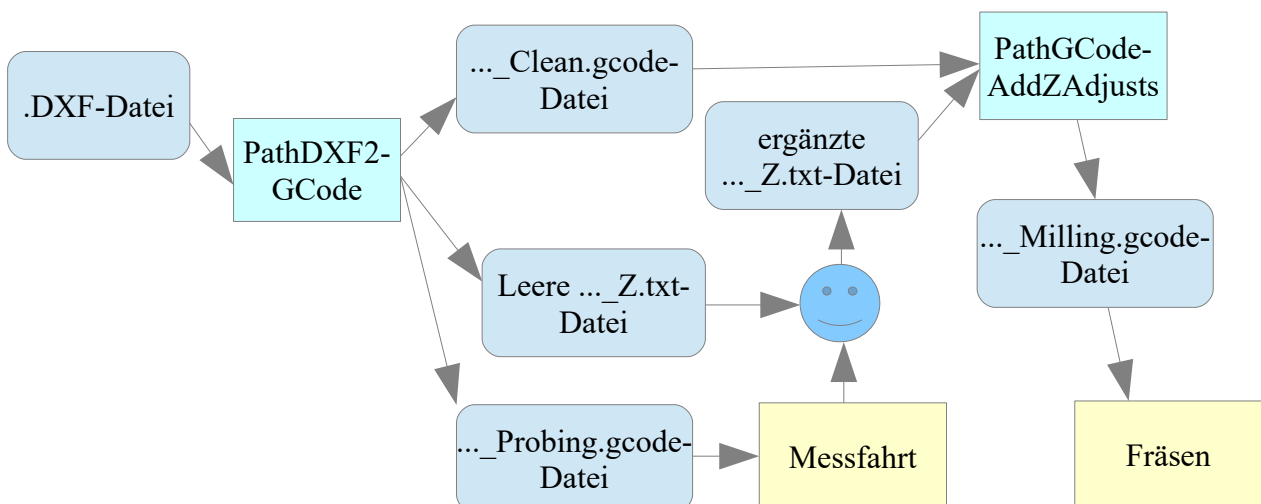 .DXF-Datei
PathDXF2-
GCode
..._Clean.gcode-
Datei
Leere ..._Z.txt-
Datei
..._Probing.gcode-
Datei
ergänzte
..._Z.txt-Datei
Messfahrt
PathGCode-
AddZAdjusts
..._Milling.gcode-
Datei
Fräsen